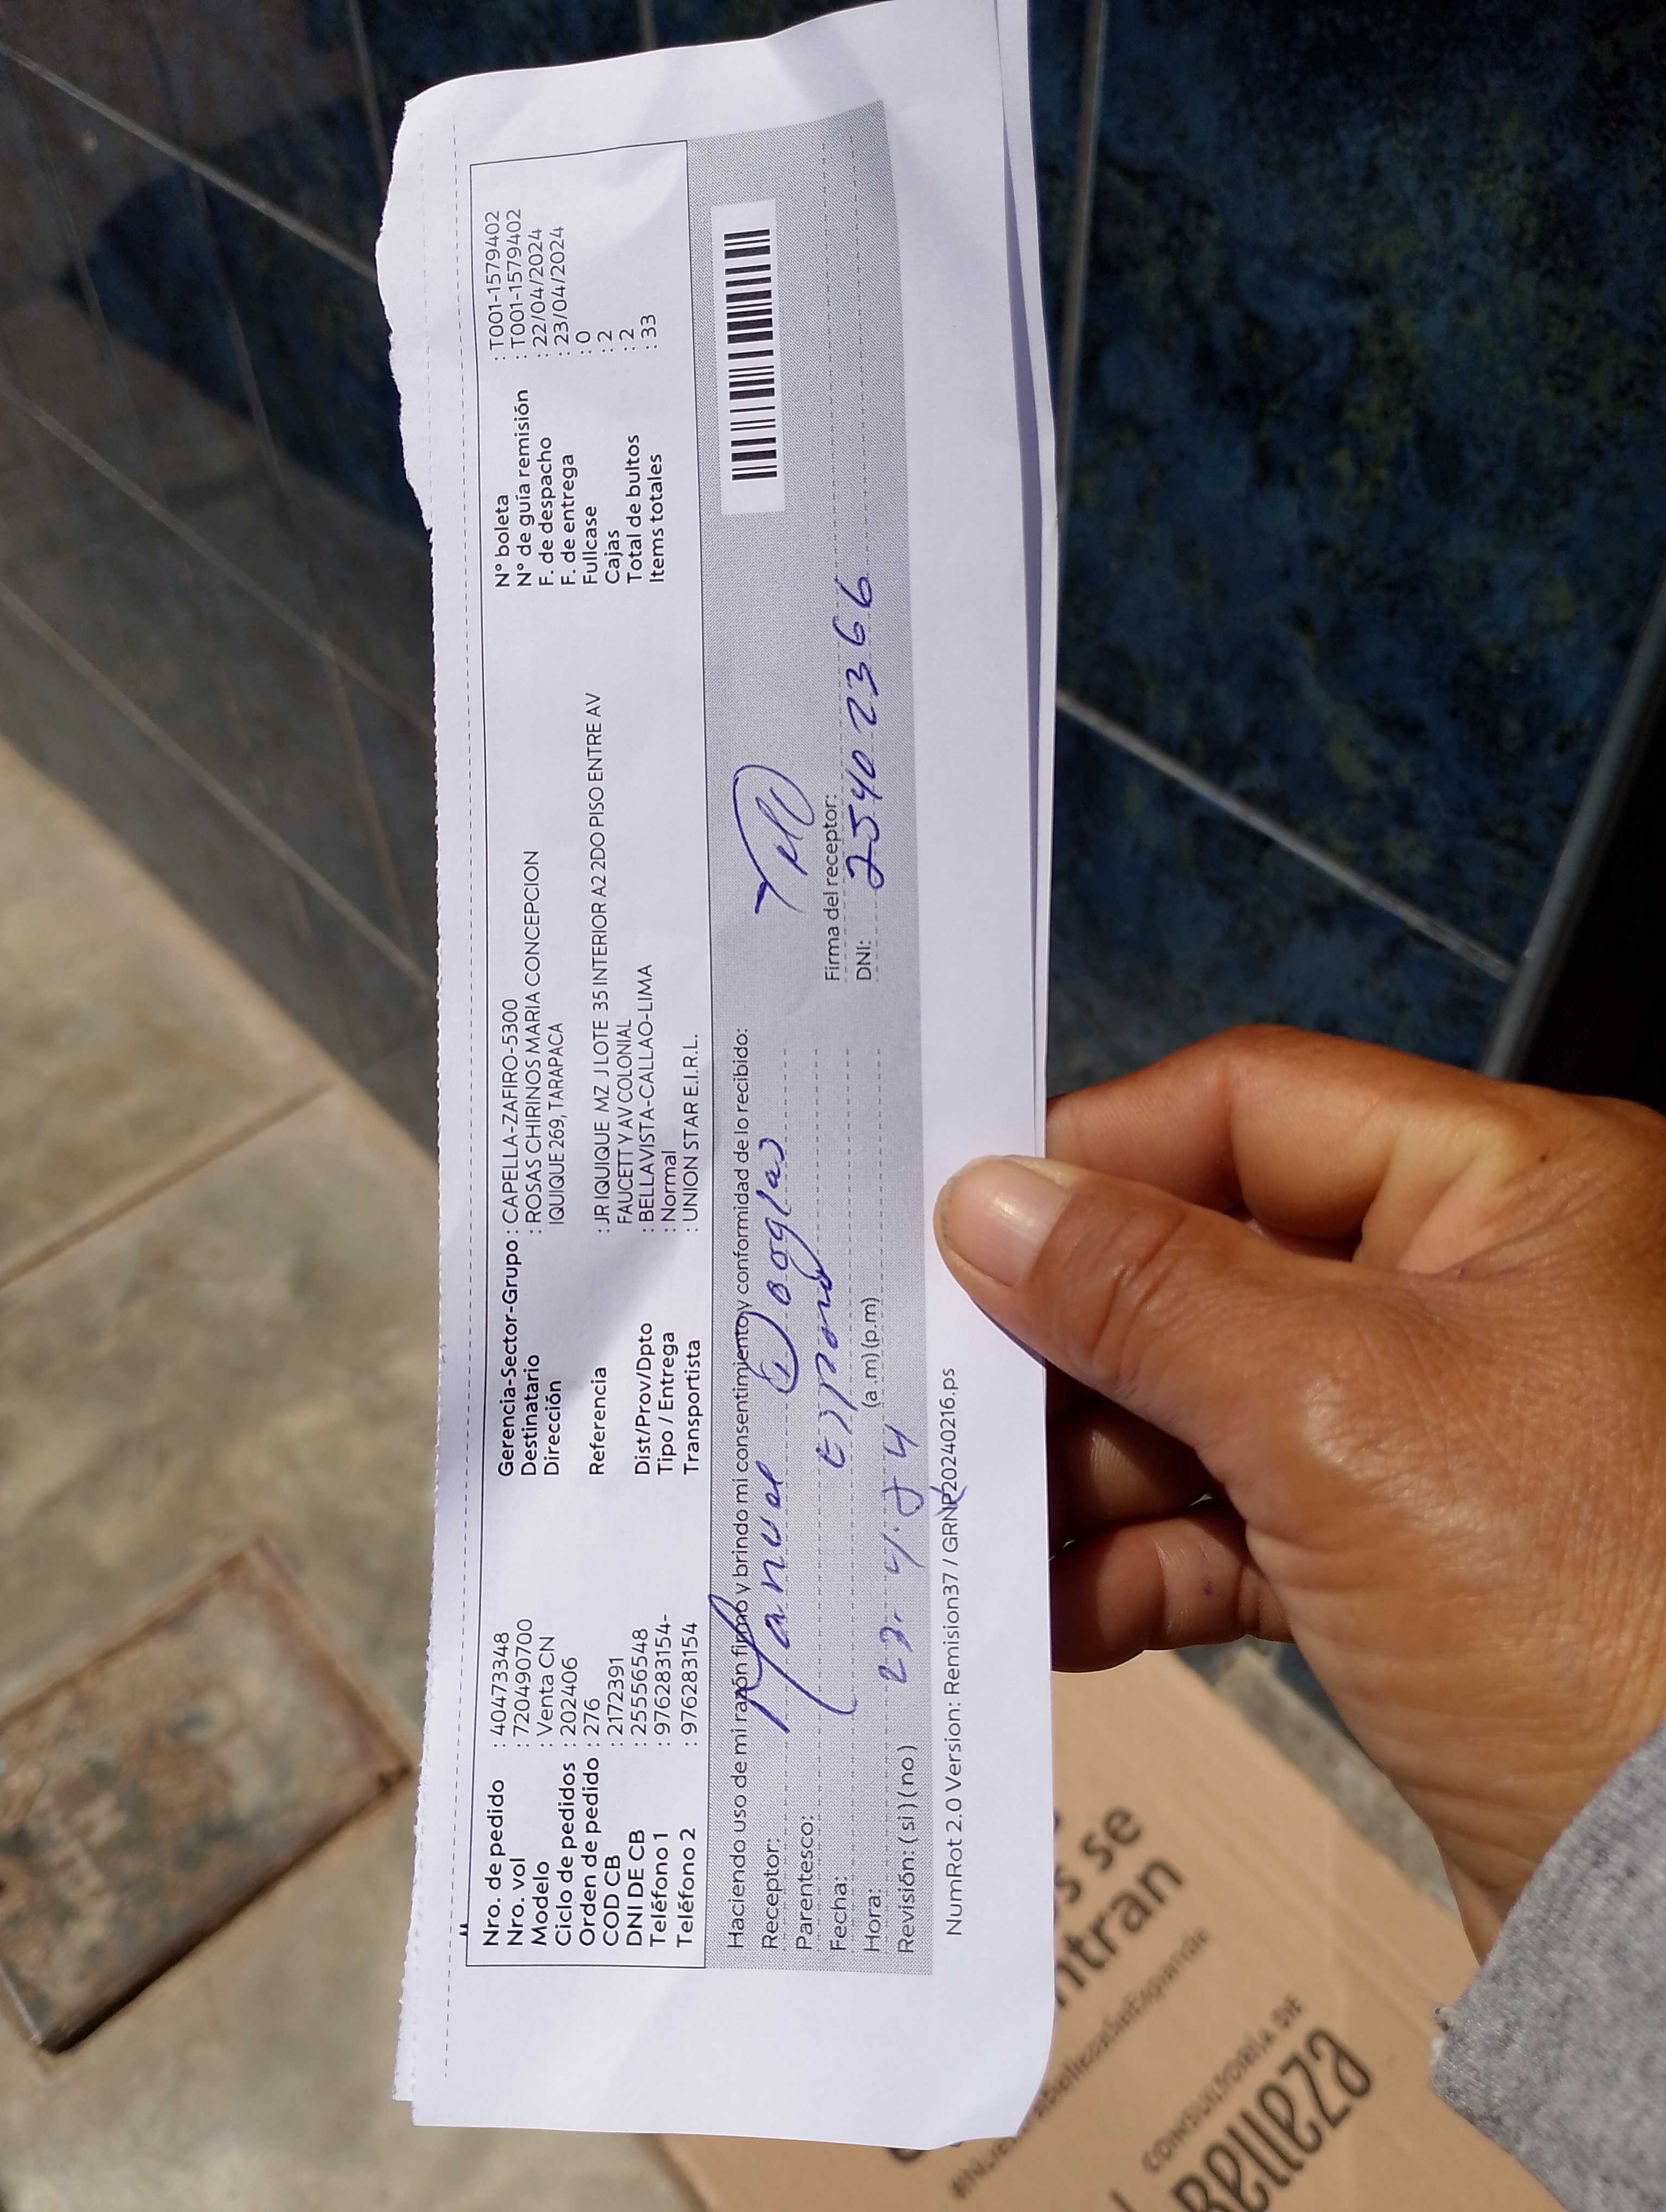 Nro. de pedido : 40473348
Nro. vol : 720490700
Modelo : Venta CN
Ciclo de pedidos : 202406
Orden de pedido : 276
COD CB : 2172391
DNI DE CB : 25556548
Teléfono 1 : 976283154-
Teléfono 2 : 976283154
Gerencia-Sector-Grupo : CAPELLA-ZAFIRO-5300
Destinatario : ROSAS CHIRINOS MARIA CONCEPCION
Dirección IQUIQUE 269, TARAPACA
Referencia : JR IQUIQUE MZ J LOTE 35 INTERIOR A2 2DO PISO ENTRE AV
FAUCETT Y AV COLONIAL
Dist/Prov/Dpto : BELLAVISTA-CALLAO-LIMA
Tipo / Entrega : Normal
Transportista : UNION STAR E.I.R.L.
N° boleta : T001-1579402
N° de guía remisión : T001-1579402
F. de despacho : 22/04/2024
F. de entrega : 23/04/2024
Fullcase : 0
Cajas : 2
Total de bultos : 2
Items totales : 33
Haciendo uso de mi razón firmo y brindo mi consentimiento y conformidad de lo recibido:
Receptor: Manuel
Parentesco:
Fecha:
Hora: (a.m) (p.m)
Revisión: ( si ) ( no )
Firma del receptor:
DNI: 25402366
NumRot 2.0 Version: Remision37 / GRNP20240216.ps
s se
ntran
CONSULTORÍA DE
Belleza